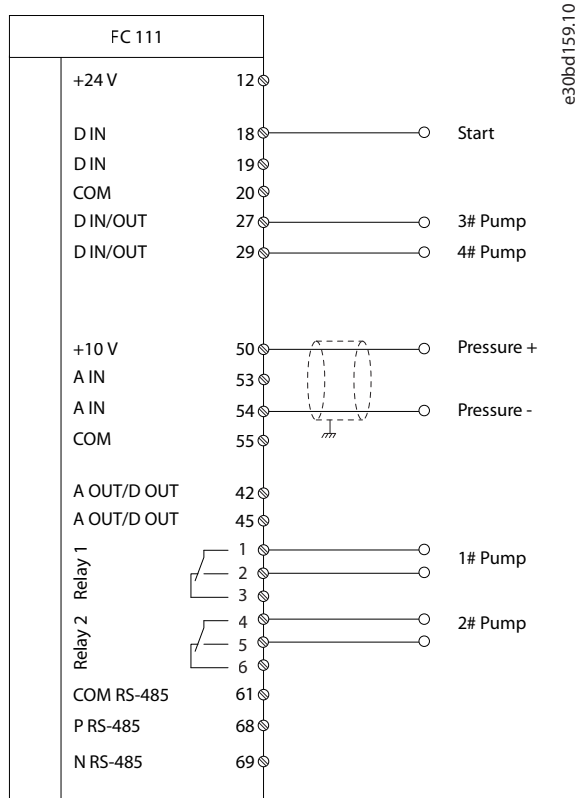 FC 111
e30bd159.10
+24 V 12
D IN 18 Start
D IN 19
COM 20
D IN/OUT 27 3# Pump
D IN/OUT 29 4# Pump
+10 V 50 Pressure +
A IN 53
A IN 54 Pressure -
COM 55
A OUT/D OUT 42
A OUT/D OUT 45
Relay 1
1
2
3
1# Pump
Relay 2
4
5
6
2# Pump
COM RS-485 61
P RS-485 68
N RS-485 69